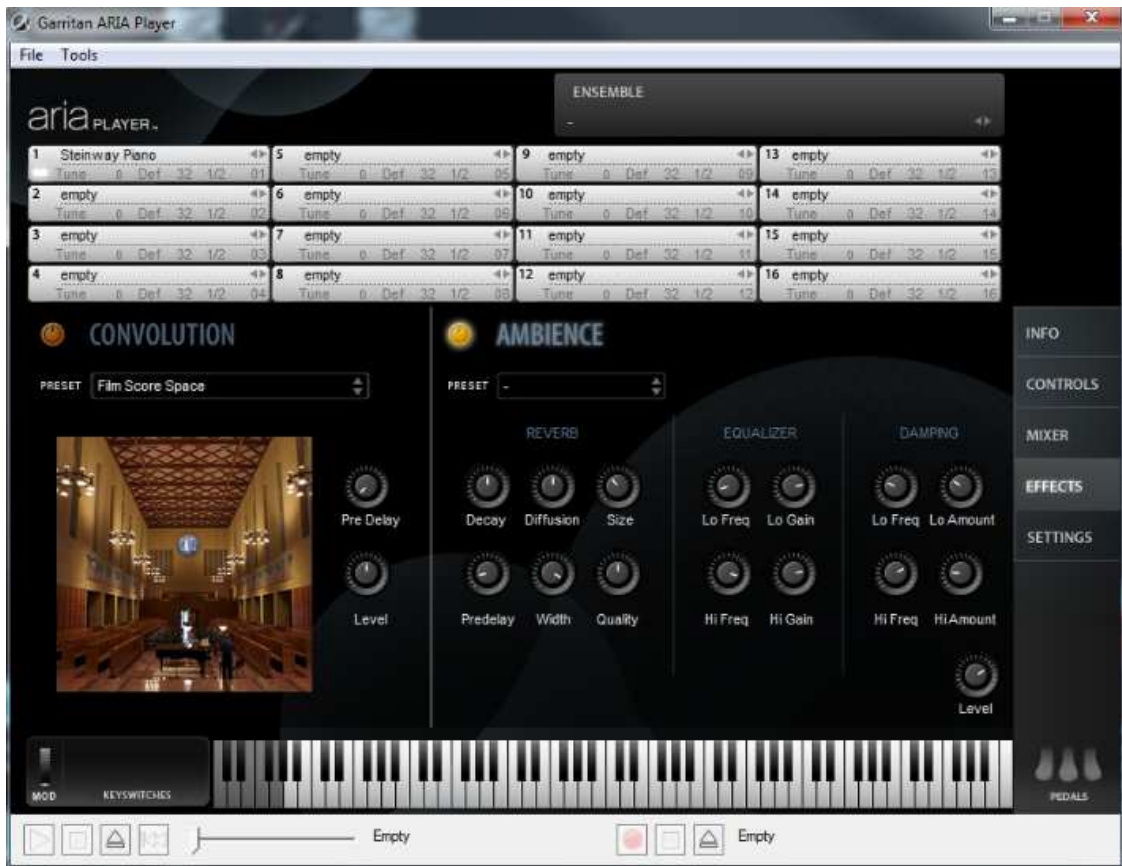 Garritan ARIA Player
File Tools
ENSEMBLE
-
aria PLAYER™
1 Steinway Piano 5 empty 9 empty 13 empty
Tune 0 Def 32 1/2 01 Tune 0 Def 32 1/2 05 Tune 0 Def 32 1/2 09 Tune 0 Def 32 1/2 13
2 empty 6 empty 10 empty 14 empty
Tune 0 Def 32 1/2 02 Tune 0 Def 32 1/2 06 Tune 0 Def 32 1/2 10 Tune 0 Def 32 1/2 14
3 empty 7 empty 11 empty 15 empty
Tune 0 Def 32 1/2 03 Tune 0 Def 32 1/2 07 Tune 0 Def 32 1/2 11 Tune 0 Def 32 1/2 15
4 empty 8 empty 12 empty 16 empty
Tune 0 Def 32 1/2 04 Tune 0 Def 32 1/2 08 Tune 0 Def 32 1/2 12 Tune 0 Def 32 1/2 16
CONVOLUTION AMBIENCE
PRESET Film Score Space PRESET -
REVERB EQUALIZER DAMPING
Pre Delay Decay Diffusion Size Lo Freq Lo Gain Lo Freq Lo Amount
Level Predelay Width Quality Hi Freq Hi Gain Hi Freq Hi Amount
Level
INFO
CONTROLS
MIXER
EFFECTS
SETTINGS
MOD KEYSWITCHES PEDALS
Empty Empty